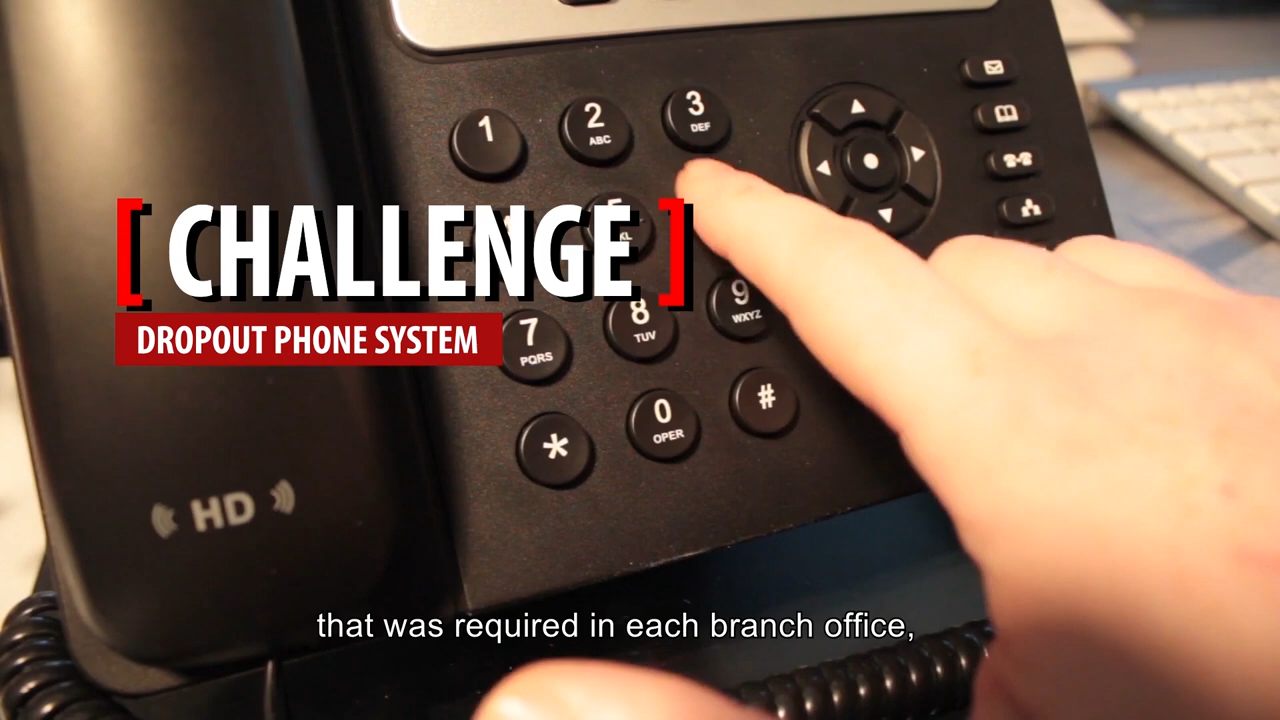 1
2
ABC
3
DEF
[ CHALLENGE ]
5
DROPOUT PHONE SYSTEM
7
PQRS
8
TUV
9
WXYZ
*
0
OPER
#
HD
that was required in each branch office,